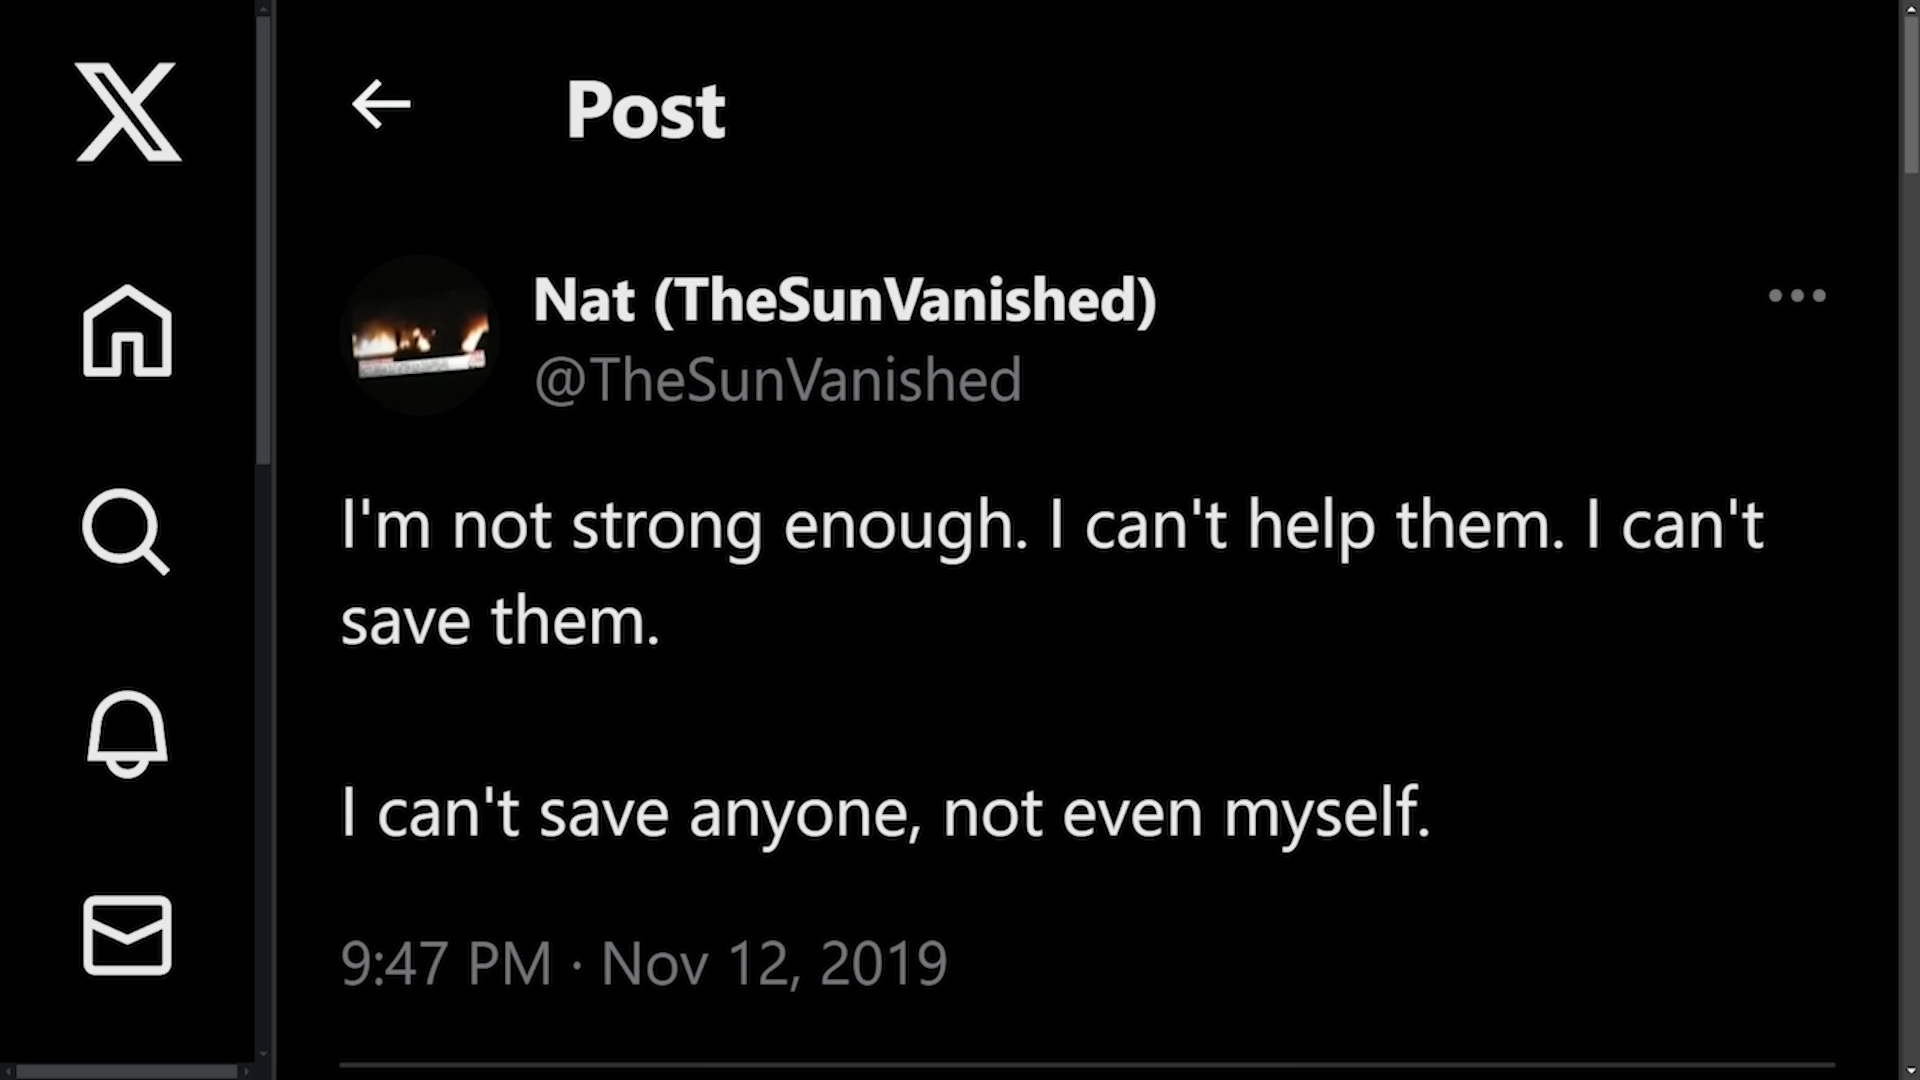 Post
Nat (TheSunVanished)
@TheSunVanished
I'm not strong enough. I can't help them. I can't
save them.
I can't save anyone, not even myself.
9:47 PM · Nov 12, 2019